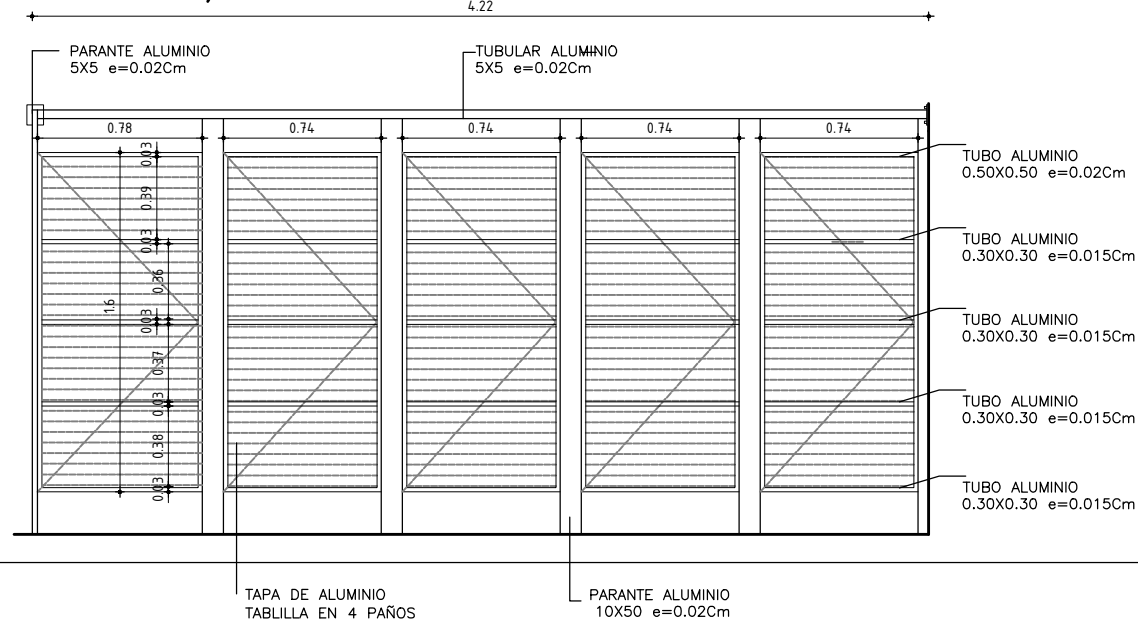 4.22
PARANTE ALUMINIO
5X5 e=0.02Cm
TUBULAR ALUMINIO
5X5 e=0.02Cm
0.78
0.74
0.74
0.74
0.74
0.03
0.39
0.03
0.36
1.6
0.03
0.37
0.03
0.38
0.03
TUBO ALUMINIO
0.50X0.50 e=0.02Cm
TUBO ALUMINIO
0.30X0.30 e=0.015Cm
TUBO ALUMINIO
0.30X0.30 e=0.015Cm
TUBO ALUMINIO
0.30X0.30 e=0.015Cm
TUBO ALUMINIO
0.30X0.30 e=0.015Cm
TAPA DE ALUMINIO
TABLILLA EN 4 PAÑOS
PARANTE ALUMINIO
10X50 e=0.02Cm